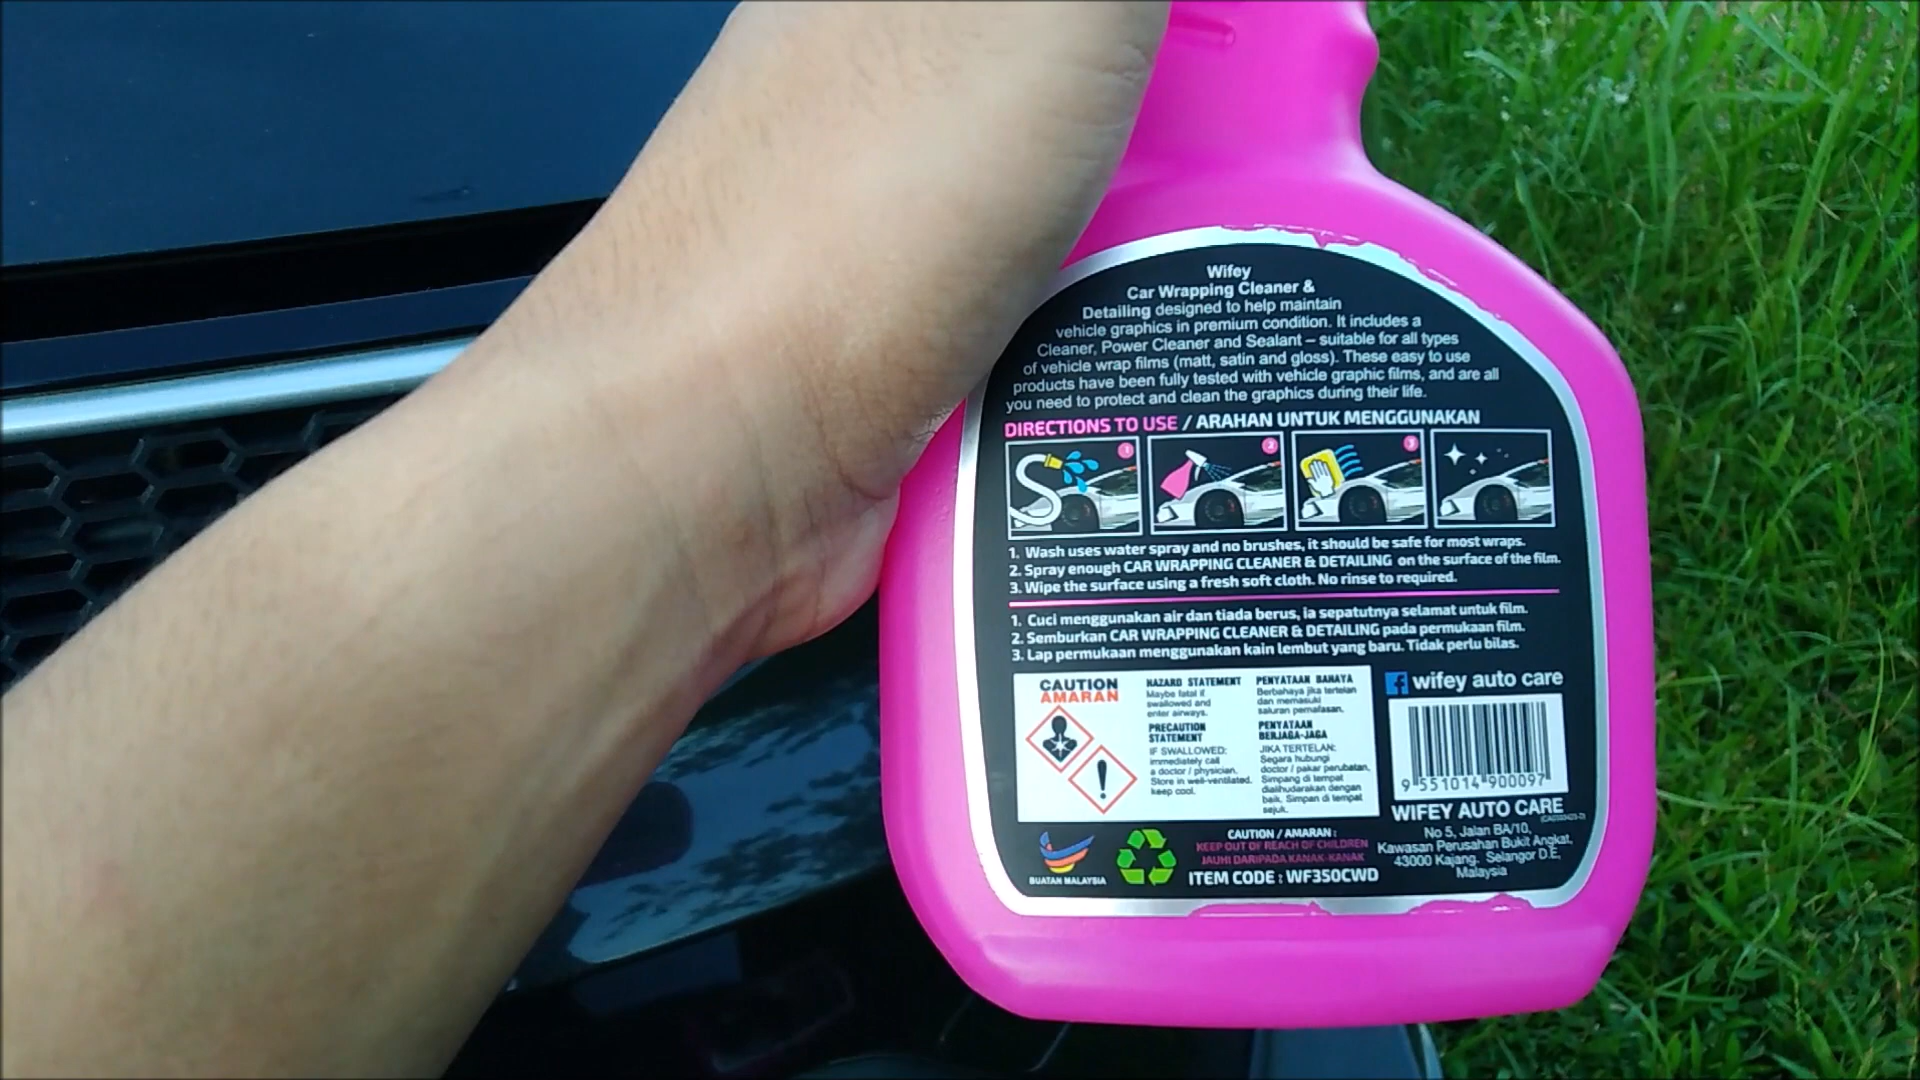 Wifey
Car Wrapping Cleaner &
Detailing designed to help maintain
vehicle graphics in premium condition. It includes a
Cleaner, Power Cleaner and Sealant – suitable for all types
of vehicle wrap films (matt, satin and gloss). These easy to use
products have been fully tested with vehicle graphic films, and are all
you need to protect and clean the graphics during their life.
DIRECTIONS TO USE / ARAHAN UNTUK MENGGUNAKAN
1 2 3
1. Wash uses water spray and no brushes, it should be safe for most wraps.
2. Spray enough CAR WRAPPING CLEANER & DETAILING on the surface of the film.
3. Wipe the surface using a fresh soft cloth. No rinse to required.
1. Cuci menggunakan air dan tiada berus, ia sepatutnya selamat untuk film.
2. Semburkan CAR WRAPPING CLEANER & DETAILING pada permukaan film.
3. Lap permukaan menggunakan kain lembut yang baru. Tidak perlu bilas.
CAUTION
AMARAN
HAZARD STATEMENT
Maybe fatal if
swallowed and
enter airways.
PRECAUTION
STATEMENT
IF SWALLOWED:
immediately call
a doctor / physician.
Store in well-ventilated.
keep cool.
PENYATAAN BAHAYA
Berbahaya jika tertelan
dan memasuki
saluran pernafasan.
PENYATAAN
BERJAGA-JAGA
JIKA TERTELAN:
Segara hubungi
doctor / pakar perubatan.
Simpang di tempat
dialihudarakan dengan
baik. Simpan di tempat
sejuk.
f wifey auto care
9 551014 900097
WIFEY AUTO CARE
No 5, Jalan BA/10,
Kawasan Perusahan Bukit Angkat,
43000 Kajang. Selangor D.E,
Malaysia
BUATAN MALAYSIA
CAUTION / AMARAN :
KEEP OUT OF REACH OF CHILDREN
JAUHI DARIPADA KANAK-KANAK
ITEM CODE : WF350CWD